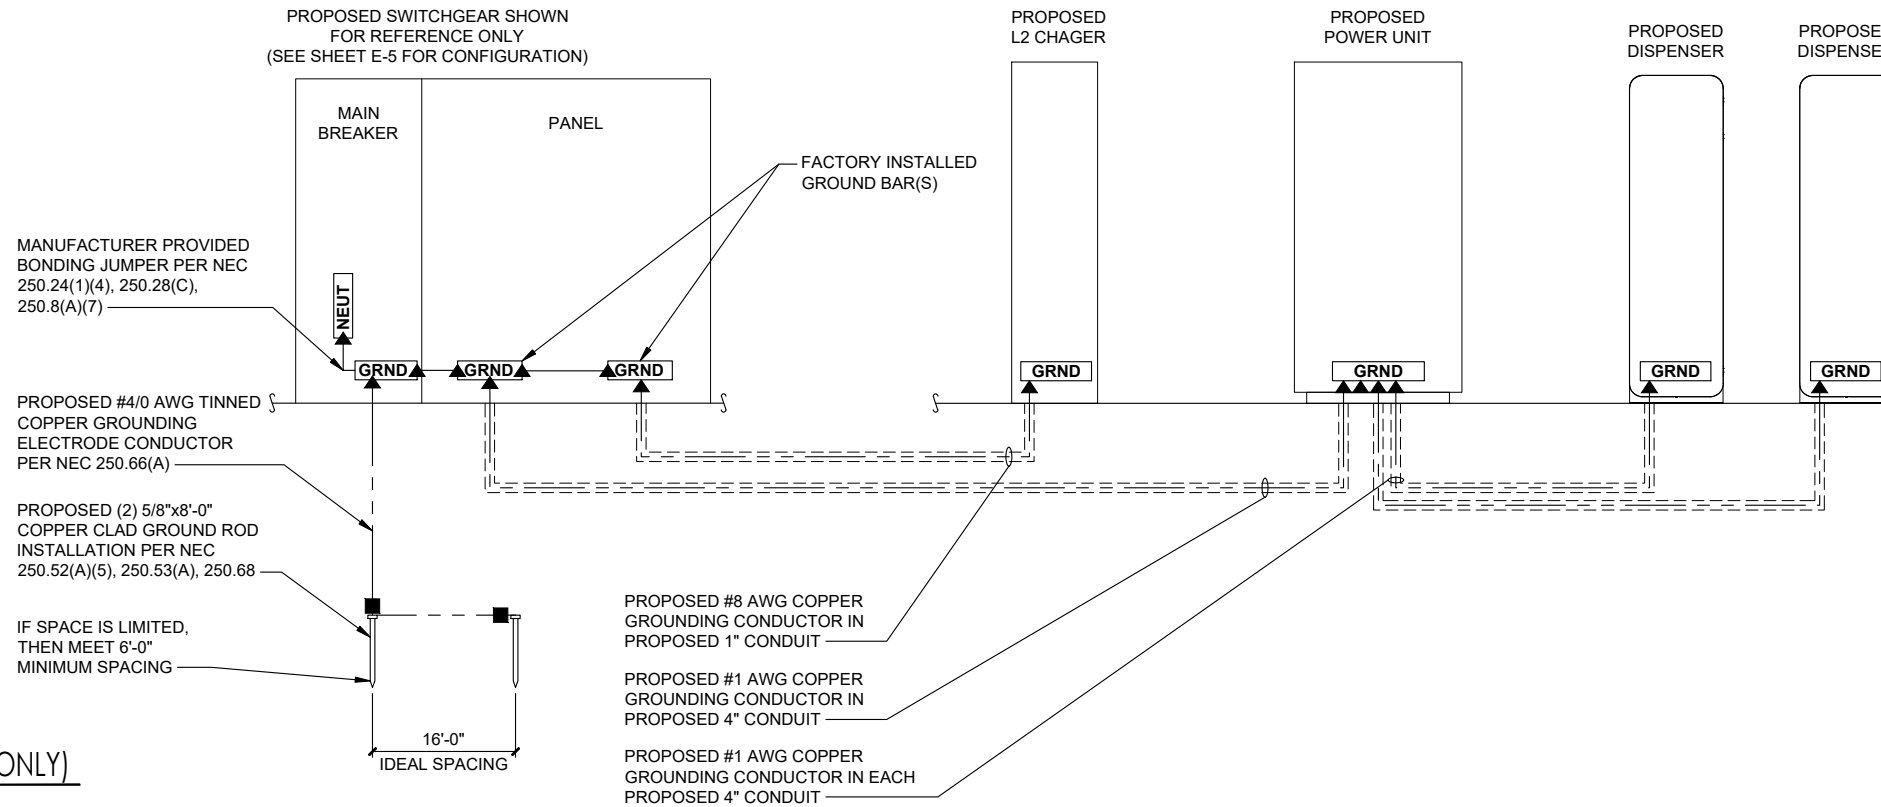 PROPOSED SWITCHGEAR SHOWN
FOR REFERENCE ONLY
(SEE SHEET E-5 FOR CONFIGURATION)
PROPOSED
L2 CHAGER
PROPOSED
POWER UNIT
PROPOSED
DISPENSER
PROPOSE
DISPENSE
MAIN
BREAKER
PANEL
FACTORY INSTALLED
GROUND BAR(S)
MANUFACTURER PROVIDED
BONDING JUMPER PER NEC
250.24(1)(4), 250.28(C),
250.8(A)(7)
NEUT
GRND
GRND
GRND
GRND
GRND
GRND
GRND
PROPOSED #4/0 AWG TINNED
COPPER GROUNDING
ELECTRODE CONDUCTOR
PER NEC 250.66(A)
PROPOSED (2) 5/8"x8'-0"
COPPER CLAD GROUND ROD
INSTALLATION PER NEC
250.52(A)(5), 250.53(A), 250.68
IF SPACE IS LIMITED,
THEN MEET 6'-0"
MINIMUM SPACING
16'-0"
IDEAL SPACING
PROPOSED #8 AWG COPPER
GROUNDING CONDUCTOR IN
PROPOSED 1" CONDUIT
PROPOSED #1 AWG COPPER
GROUNDING CONDUCTOR IN
PROPOSED 4" CONDUIT
PROPOSED #1 AWG COPPER
GROUNDING CONDUCTOR IN EACH
PROPOSED 4" CONDUIT
ONLY)